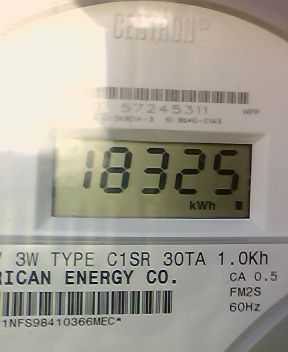 CENTRON®
57245311 MPP
18325
kWh
3W TYPE C1SR 30TA 1.0Kh
RICAN ENERGY CO.
CA 0.5
FM2S
60Hz
1NFS98410366MEC*